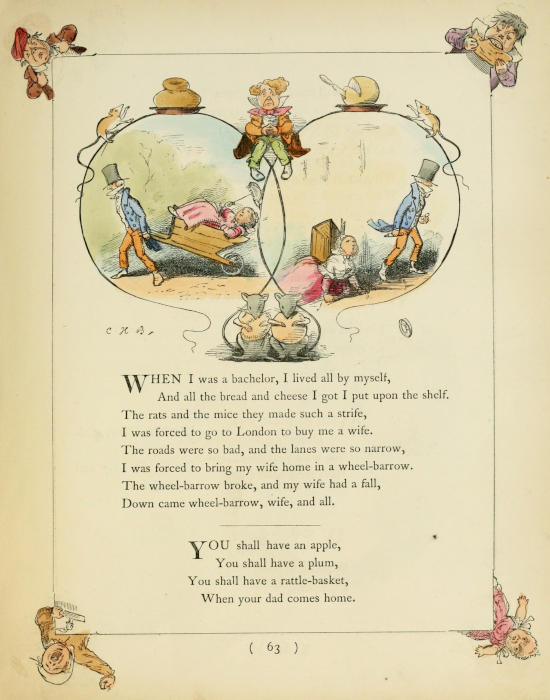 C H B,
WHEN I was a bachelor, I lived all by myself,
And all the bread and cheese I got I put upon the shelf.
The rats and the mice they made such a strife,
I was forced to go to London to buy me a wife.
The roads were so bad, and the lanes were so narrow,
I was forced to bring my wife home in a wheel-barrow.
The wheel-barrow broke, and my wife had a fall,
Down came wheel-barrow, wife, and all.
YOU shall have an apple,
You shall have a plum,
You shall have a rattle-basket,
When your dad comes home.
( 63 )